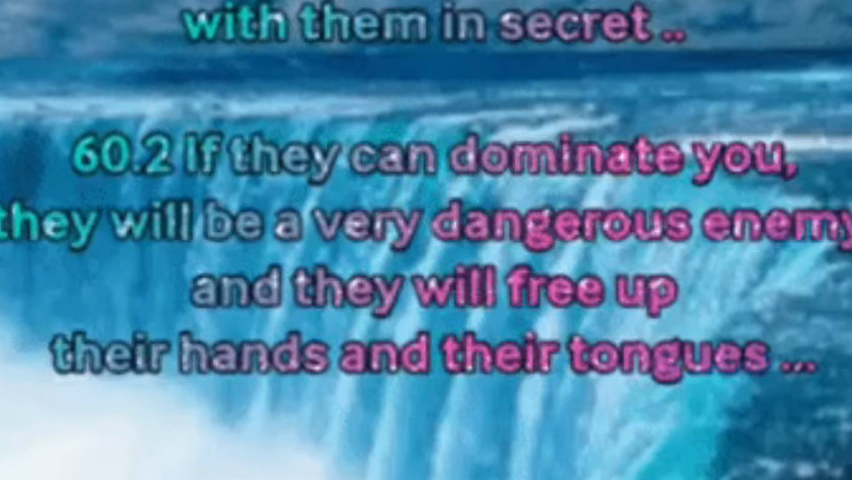 with them in secret ..
60.2 If they can dominate you,
they will be a very dangerous enemy
and they will free up
their hands and their tongues ...